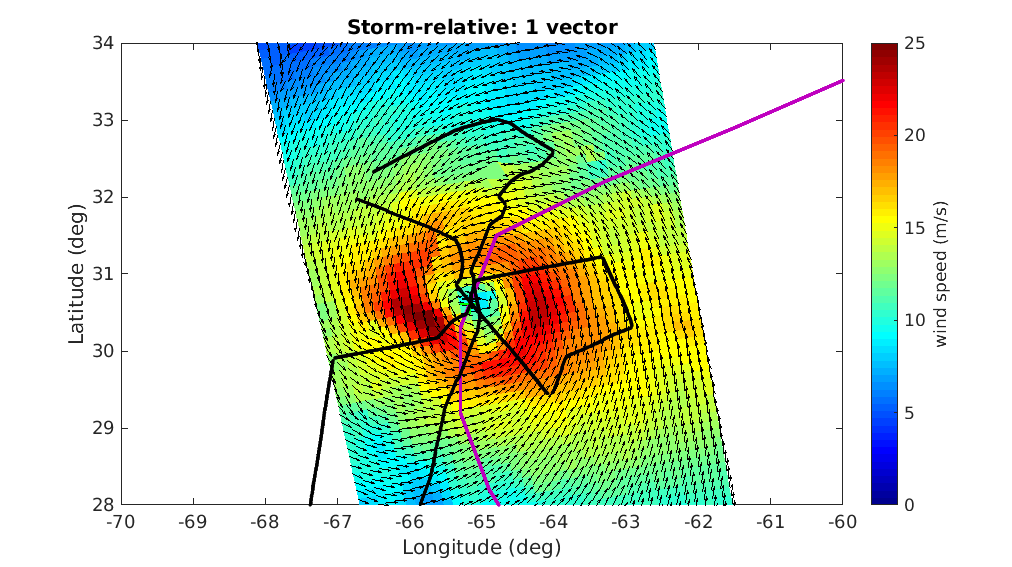 Storm-relative: 1 vector
34
33
32
31
30
29
28
Latitude (deg)
-70 -69 -68 -67 -66 -65 -64 -63 -62 -61 -60
Longitude (deg)
25
20
15
10
5
0
wind speed (m/s)